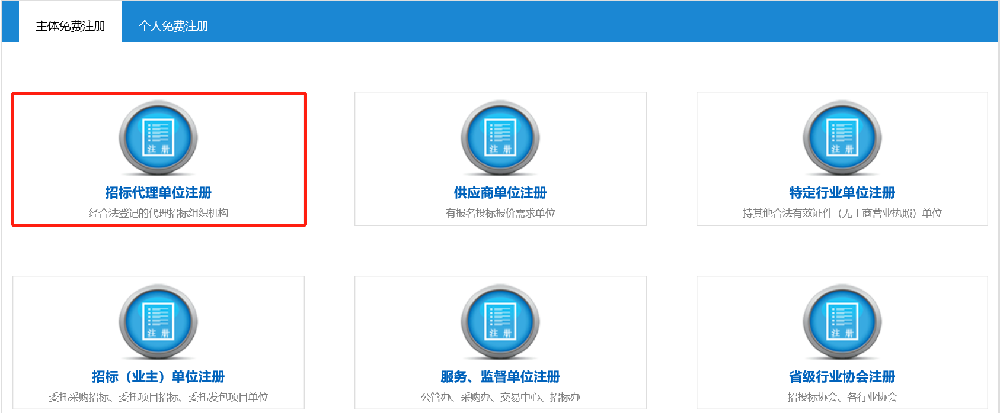 主体免费注册 个人免费注册
注 册
招标代理单位注册
经合法登记的代理招标组织机构
注 册
供应商单位注册
有报名投标报价需求单位
注 册
特定行业单位注册
持其他合法有效证件（无工商营业执照）单位
注 册
招标（业主）单位注册
委托采购招标、委托项目招标、委托发包项目单位
注 册
服务、监督单位注册
公管办、采购办、交易中心、招标办
注 册
省级行业协会注册
招投标协会、各行业协会